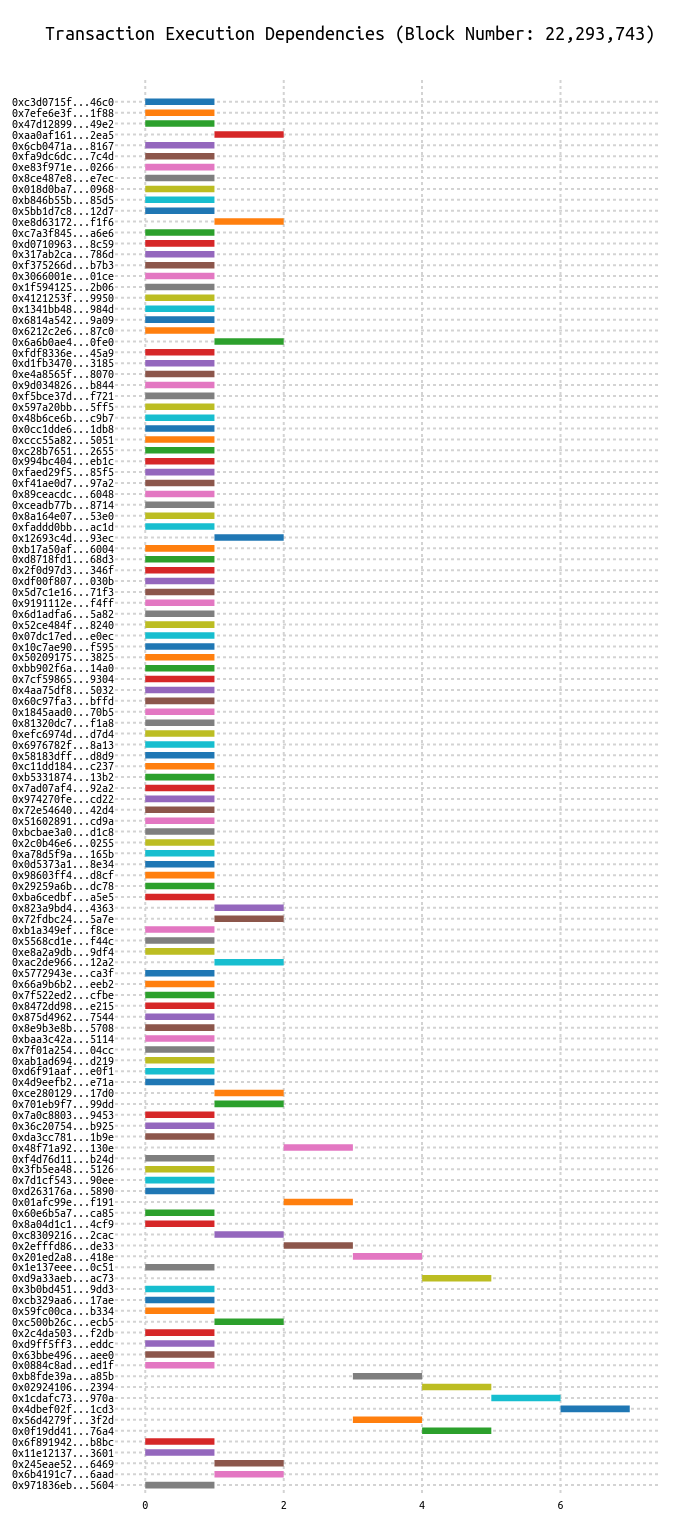 Transaction Execution Dependencies (Block Number: 22,293,743)
0xc3d0715f...46c0
0x7efe6e3f...1f88
0x47d12899...49e2
0xaa0af161...2ea5
0x6cb0471a...8167
0xfa9dc6dc...7c4d
0xe83f971e...0266
0x8ce487e8...e7ec
0x018d0ba7...0968
0xb846b55b...85d5
0x5bb1d7c8...12d7
0xe8d63172...f1f6
0xc7a3f845...a6e6
0xd0710963...8c59
0x317ab2ca...786d
0xf375266d...b7b3
0x3066001e...01ce
0x1f594125...2b06
0x4121253f...9950
0x1341bb48...984d
0x6814a542...9a09
0x6212c2e6...87c0
0x6a6b0ae4...0fe0
0xfdf8336e...45a9
0xd1fb3470...3185
0xe4a8565f...8070
0x9d034826...b844
0xf5bce37d...f721
0x597a20bb...5ff5
0x48b6ce6b...c9b7
0x0cc1dde6...1db8
0xccc55a82...5051
0xc28b7651...2655
0x994bc404...eb1c
0xfaed29f5...85f5
0xf41ae0d7...97a2
0x89ceacdc...6048
0xceadb77b...8714
0x8a164e07...53e0
0xfaddd0bb...ac1d
0x12693c4d...93ec
0xb17a50af...6004
0xd8718fd1...68d3
0x2f0d97d3...346f
0xdf00f807...030b
0x5d7c1e16...71f3
0x9191112e...f4ff
0x6d1adfa6...5a82
0x52ce484f...8240
0x07dc17ed...e0ec
0x10c7ae90...f595
0x50209175...3825
0xbb902f6a...14a0
0x7cf59865...9304
0x4aa75df8...5032
0x60c97fa3...bffd
0x1845aad0...70b5
0x81320dc7...f1a8
0xefc6974d...d7d4
0x6976782f...8a13
0x58183dff...d8d9
0xc11dd184...c237
0xb5331874...13b2
0x7ad07af4...92a2
0x974270fe...cd22
0x72e54640...42d4
0x51602891...cd9a
0xbcbae3a0...d1c8
0x2c0b46e6...0255
0xa78d5f9a...165b
0x0d5373a1...8e34
0x98603ff4...d8cf
0x29259a6b...dc78
0xba6cedbf...a5e5
0x823a9bd4...4363
0x72fdbc24...5a7e
0xb1a349ef...f8ce
0x5568cd1e...f44c
0xe8a2a9db...9df4
0xac2de966...12a2
0x5772943e...ca3f
0x66a9b6b2...eeb2
0x7f522ed2...cfbe
0x8472dd98...e215
0x875d4962...7544
0x8e9b3e8b...5708
0xbaa3c42a...5114
0x7f01a254...04cc
0xab1ad694...d219
0xd6f91aaf...e0f1
0x4d9eefb2...e71a
0xce280129...17d0
0x701eb9f7...99dd
0x7a0c8803...9453
0x36c20754...b925
0xda3cc781...1b9e
0x48f71a92...130e
0xf4d76d11...b24d
0x3fb5ea48...5126
0x7d1cf543...90ee
0xd263176a...5890
0x01afc99e...f191
0x60e6b5a7...ca85
0x8a04d1c1...4cf9
0xc8309216...2cac
0x2efffd86...de33
0x201ed2a8...418e
0x1e137eee...0c51
0xd9a33aeb...ac73
0x3b0bd451...9dd3
0xcb329aa6...17ae
0x59fc00ca...b334
0xc500b26c...ecb5
0x2c4da503...f2db
0xd9ff5ff3...eddc
0x63bbe496...aee0
0x0884c8ad...ed1f
0xb8fde39a...a85b
0x02924106...2394
0x1cdafc73...970a
0x4dbef02f...1cd3
0x56d4279f...3f2d
0x0f19dd41...76a4
0x6f891942...b8bc
0x11e12137...3601
0x245eae52...6469
0x6b4191c7...6aad
0x971836eb...5604
0 2 4 6